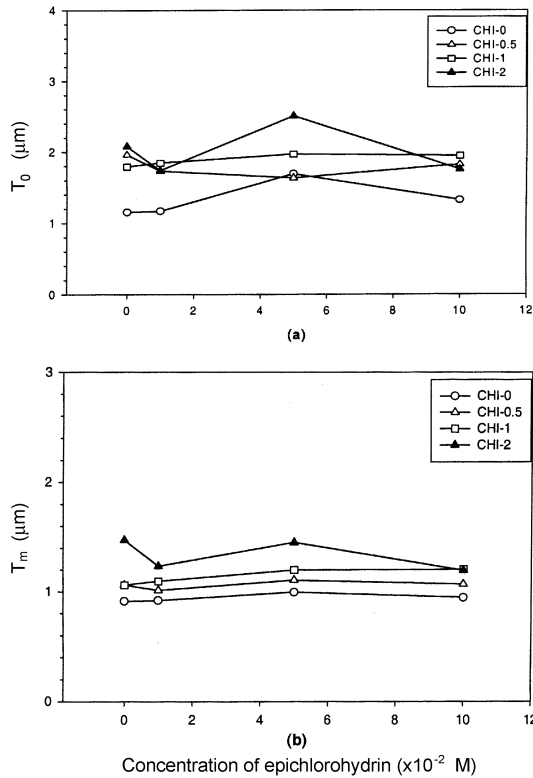 4
3
2
1
0
T0 (μm)
CHI-0
CHI-0.5
CHI-1
CHI-2
0 2 4 6 8 10 12
(a)
3
2
1
0
Tm (μm)
CHI-0
CHI-0.5
CHI-1
CHI-2
0 2 4 6 8 10 12
(b)
Concentration of epichlorohydrin (x10-2 M)